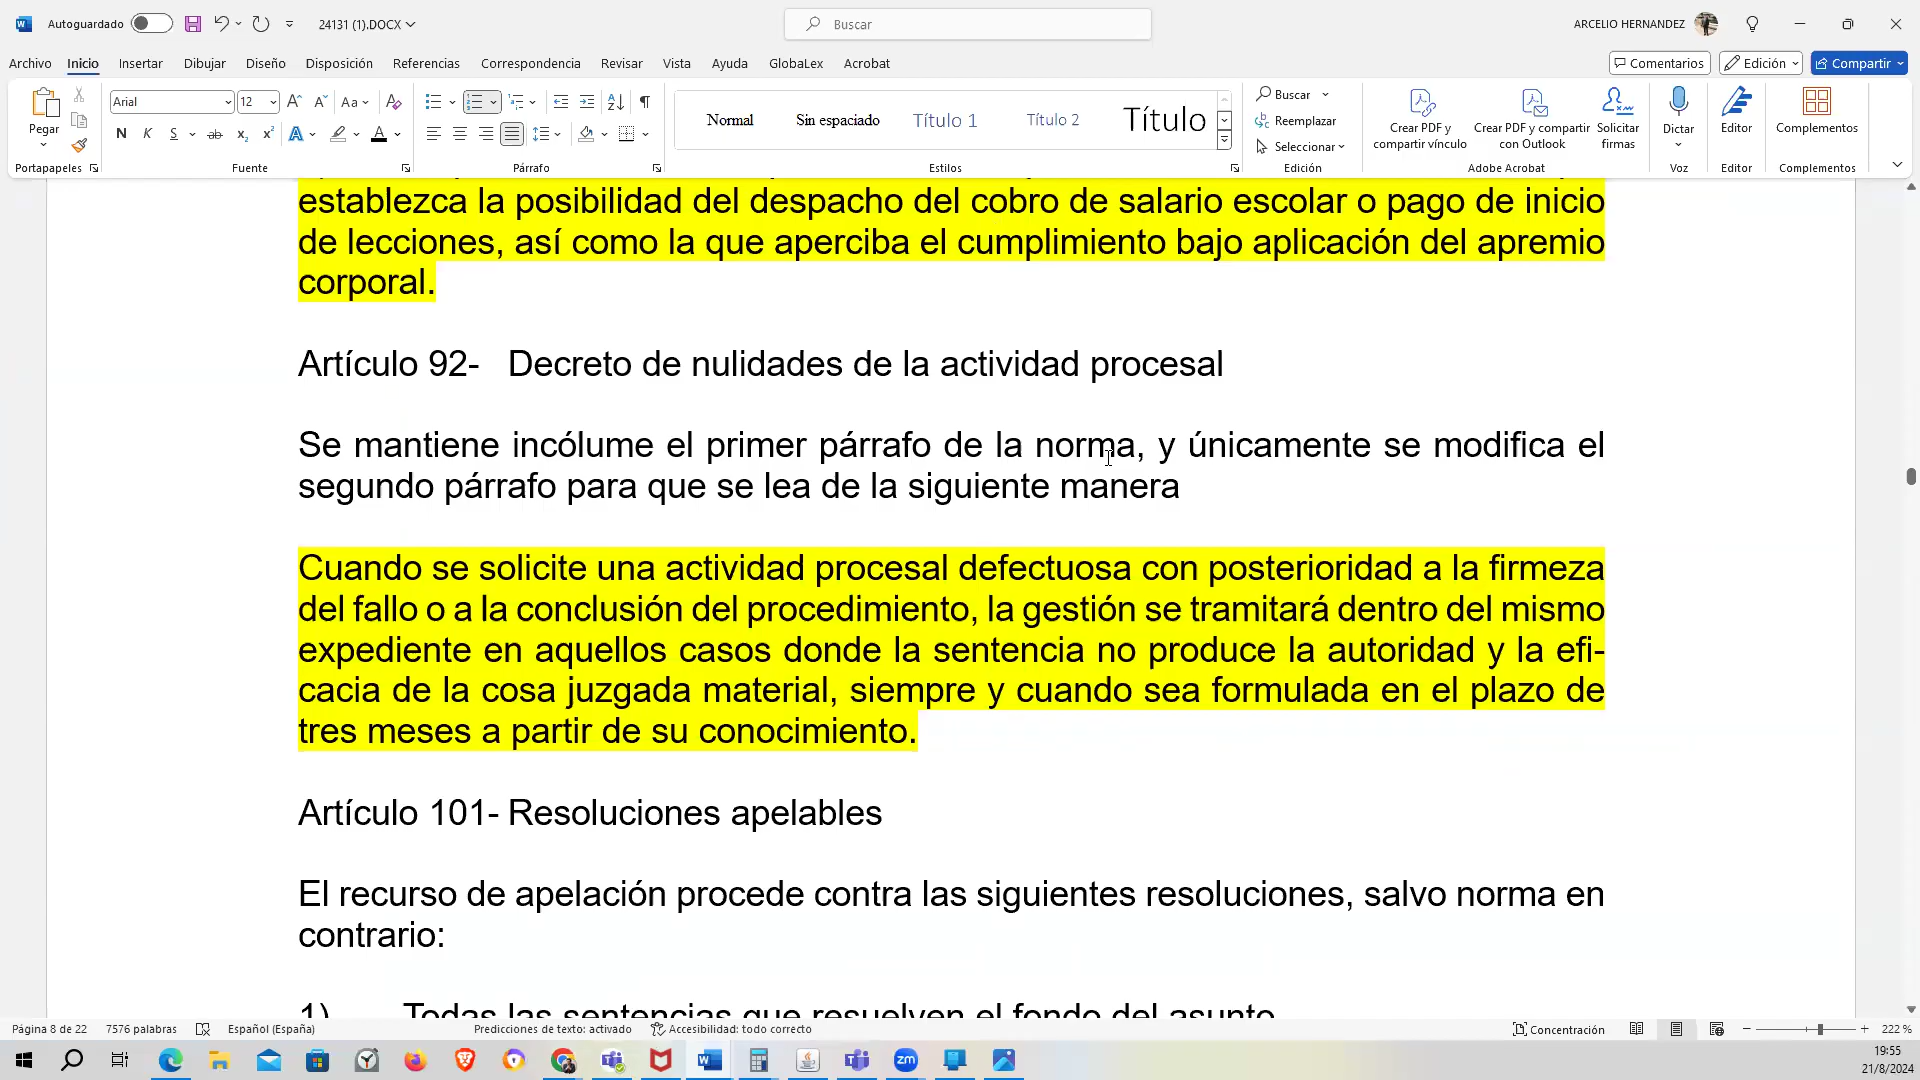 Autoguardado
24131 (1).DOCX
Buscar
ARCELIO HERNANDEZ
Archivo Inicio Insertar Dibujar Diseño Disposición Referencias Correspondencia Revisar Vista Ayuda GlobaLex Acrobat
Comentarios Edición Compartir
Pegar
Portapapeles
Arial 12
Fuente
Párrafo
Normal Sin espaciado Título 1 Título 2 Título
Estilos
Buscar
Reemplazar
Seleccionar
Edición
Crear PDF y compartir vínculo
Crear PDF y compartir con Outlook
Solicitar firmas
Adobe Acrobat
Dictar
Voz
Editor
Editor
Complementos
Complementos
establezca la posibilidad del despacho del cobro de salario escolar o pago de inicio
de lecciones, así como la que aperciba el cumplimiento bajo aplicación del apremio
corporal.
Artículo 92- Decreto de nulidades de la actividad procesal
Se mantiene incólume el primer párrafo de la norma, y únicamente se modifica el
segundo párrafo para que se lea de la siguiente manera
Cuando se solicite una actividad procesal defectuosa con posterioridad a la firmeza
del fallo o a la conclusión del procedimiento, la gestión se tramitará dentro del mismo
expediente en aquellos casos donde la sentencia no produce la autoridad y la efi-
cacia de la cosa juzgada material, siempre y cuando sea formulada en el plazo de
tres meses a partir de su conocimiento.
Artículo 101- Resoluciones apelables
El recurso de apelación procede contra las siguientes resoluciones, salvo norma en
contrario:
1) Todas las sentencias que resuelven el fondo del asunto
Página 8 de 22 7576 palabras Español (España) Predicciones de texto: activado Accesibilidad: todo correcto Concentración 222 %
19:55
21/8/2024